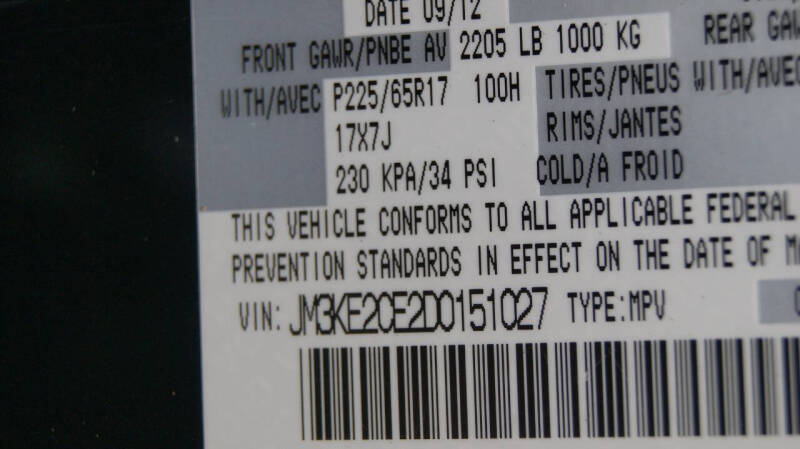 DATE 09/12
FRONT GAWR/PNBE AV 2205 LB 1000 KG REAR GAW
WITH/AVEC P225/65R17 100H TIRES/PNEUS WITH/AVEC
17X7J RIMS/JANTES
230 KPA/34 PSI COLD/A FROID
THIS VEHICLE CONFORMS TO ALL APPLICABLE FEDERAL
PREVENTION STANDARDS IN EFFECT ON THE DATE OF
VIN: JM3KE2CE2D0151027 TYPE:MPV